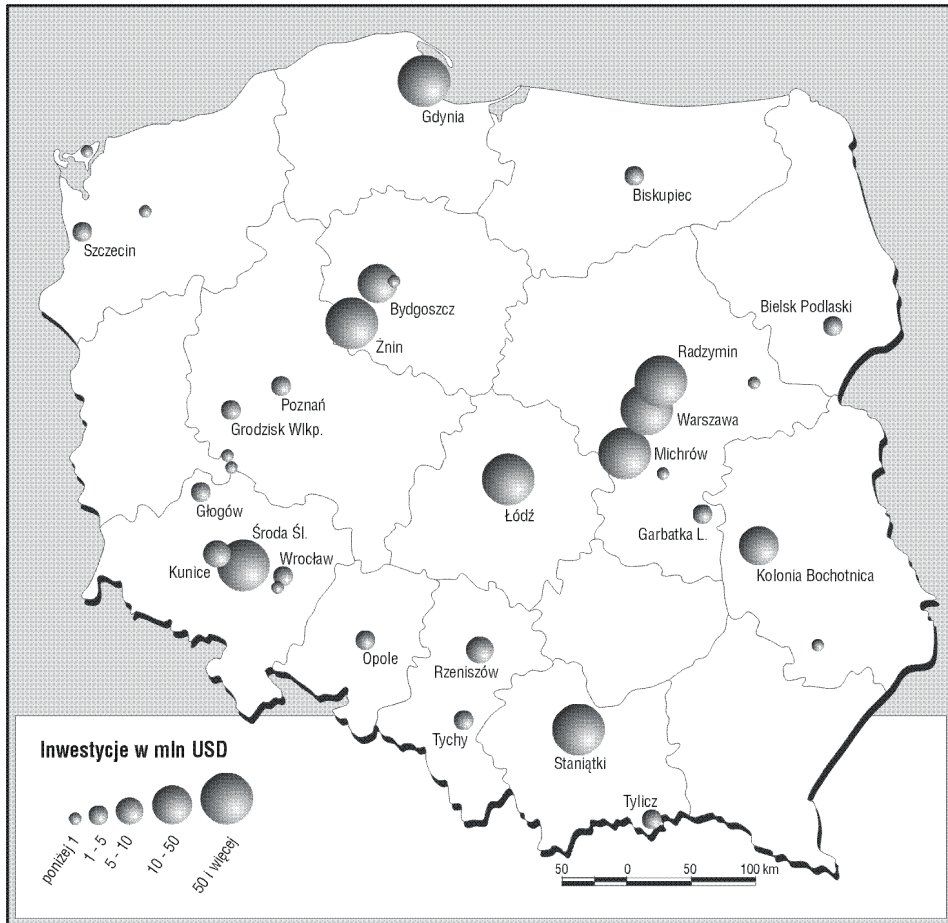 Gdynia
Biskupiec
Szczecin
Bydgoszcz
Żnin
Bielsk Podlaski
Radzymin
Warszawa
Michrów
Poznań
Grodzisk Wlkp.
Głogów
Łódź
Garbatka L.
Środa Śl.
Kunice
Wrocław
Kolonia Bochotnica
Opole
Rzeniszów
Tychy
Staniątki
Tylicz
Inwestycje w mln USD
poniżej 1
1 - 5
5 - 10
10 - 50
50 i więcej
50 0 50 100 km